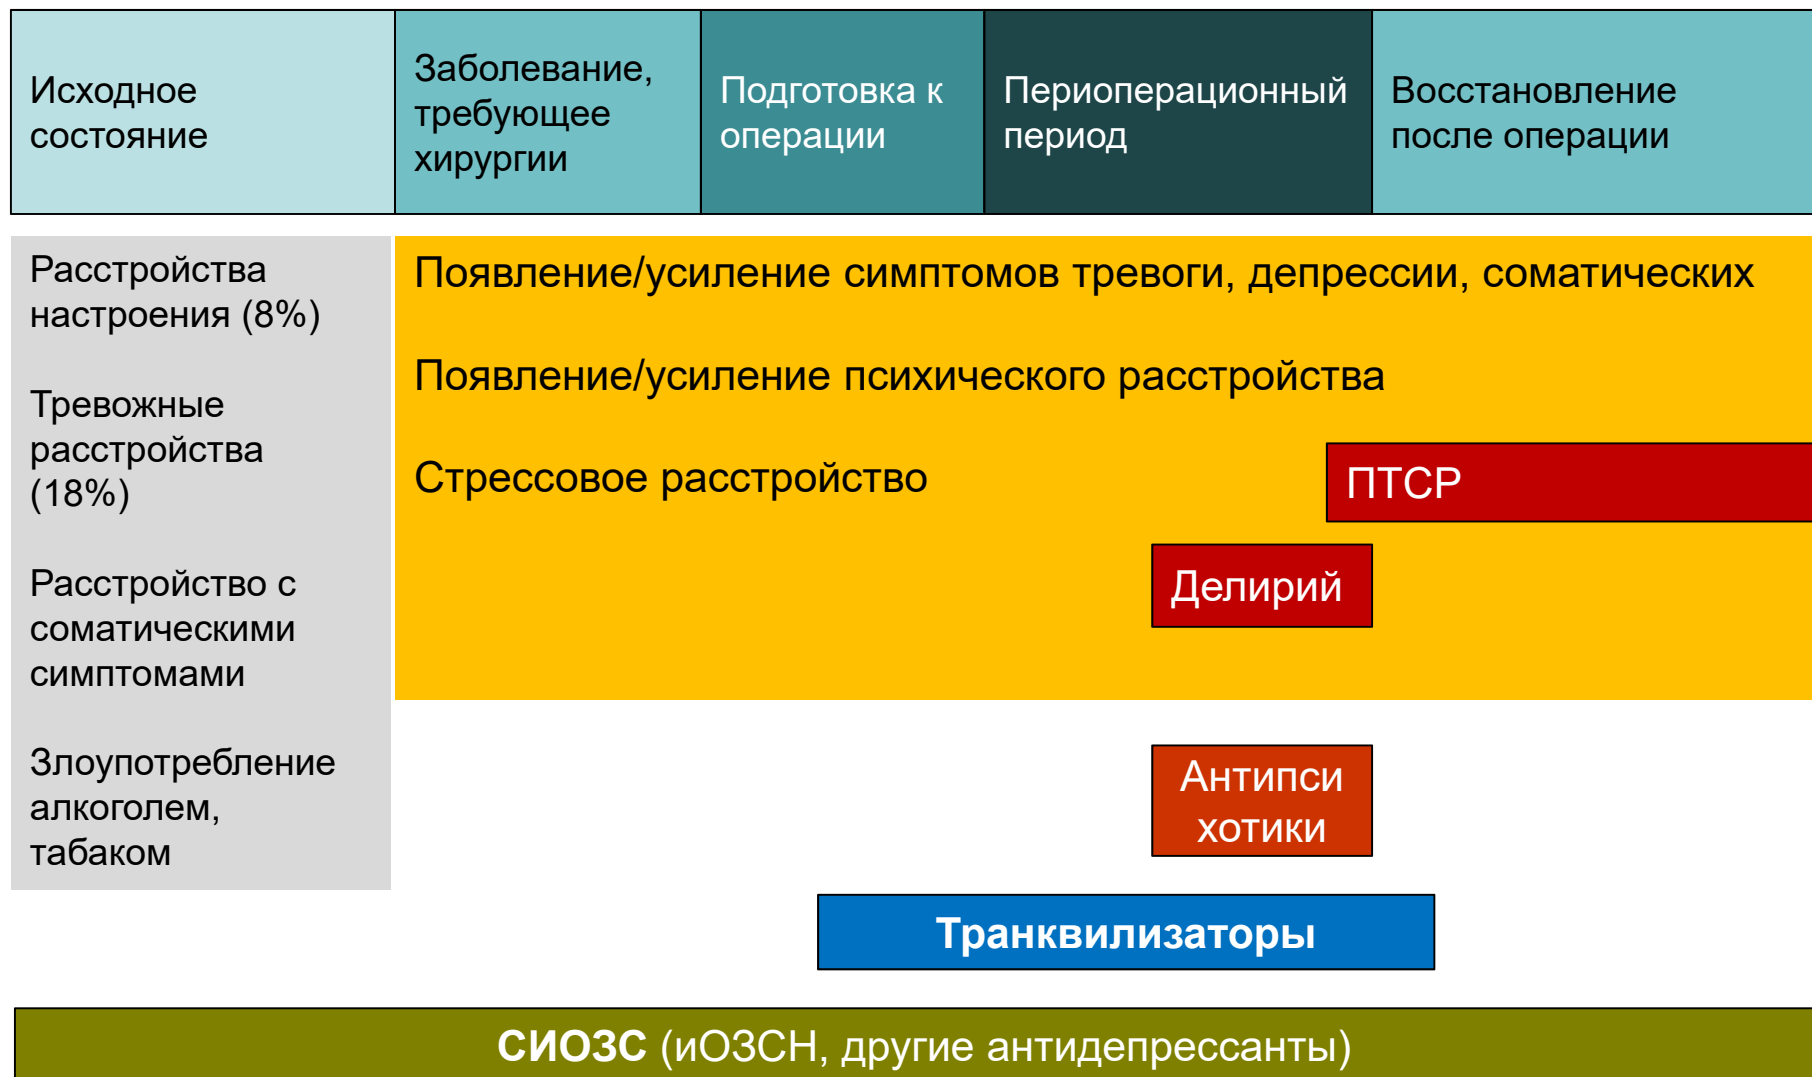 Исходное
состояние
Заболевание,
требующее
хирургии
Подготовка к
операции
Периоперационный
период
Восстановление
после операции
Расстройства
настроения (8%)
Тревожные
расстройства
(18%)
Расстройство с
соматическими
симптомами
Злоупотребление
алкоголем,
табаком
Появление/усиление симптомов тревоги, депрессии, соматических
Появление/усиление психического расстройства
Стрессовое расстройство
ПТСР
Делирий
Антипси
хотики
Транквилизаторы
СИОЗС (иОЗСН, другие антидепрессанты)